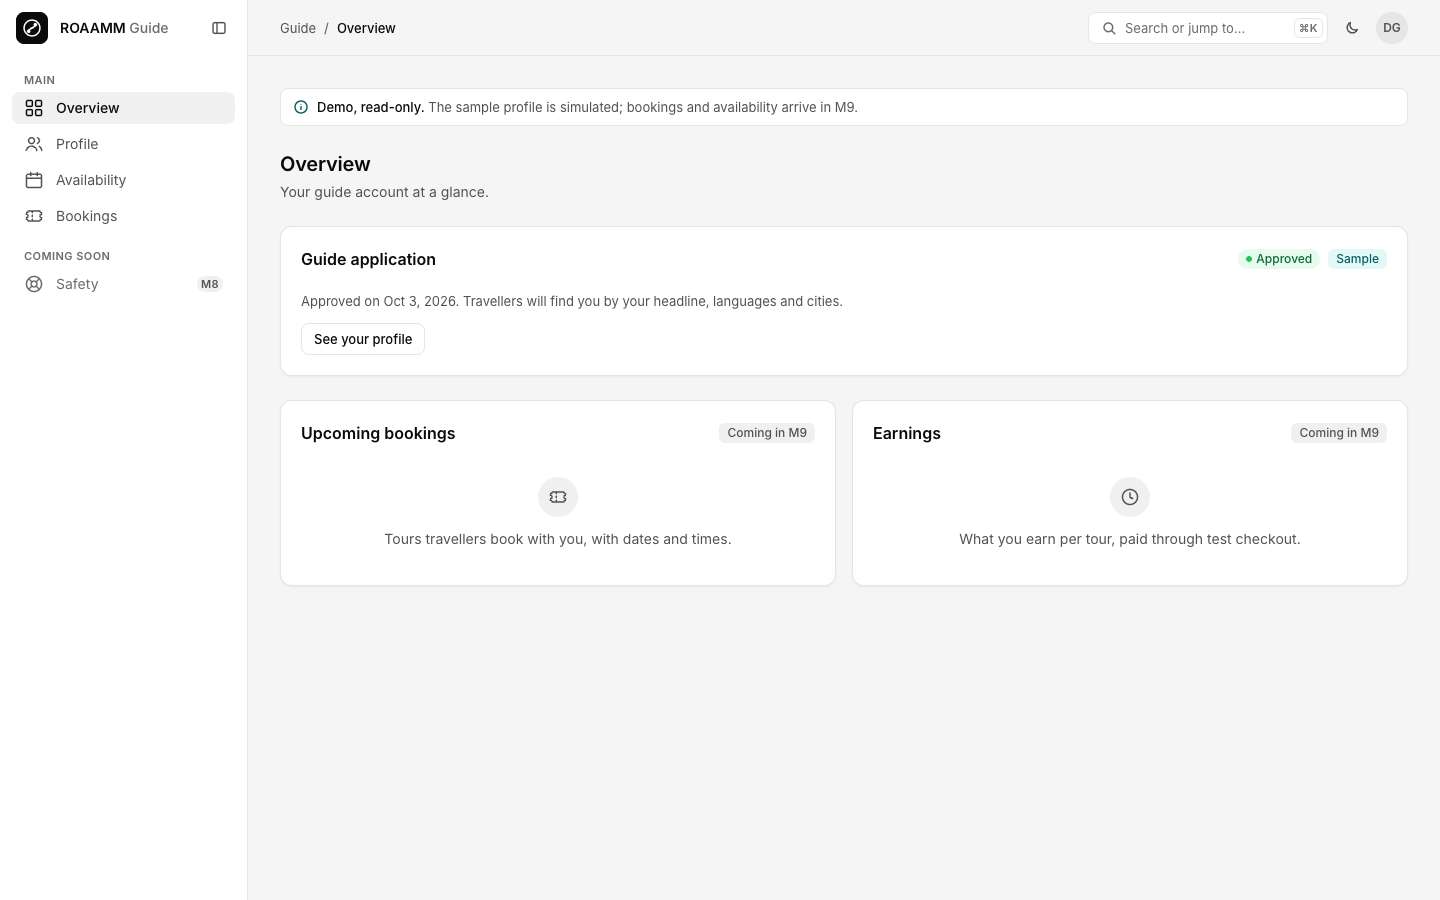 ROAAMM Guide
MAIN
Overview
Profile
Availability
Bookings
COMING SOON
Safety M8
Guide / Overview
Search or jump to... ⌘K
DG
Demo, read-only. The sample profile is simulated; bookings and availability arrive in M9.
Overview
Your guide account at a glance.
Guide application
Approved Sample
Approved on Oct 3, 2026. Travellers will find you by your headline, languages and cities.
See your profile
Upcoming bookings Coming in M9
Tours travellers book with you, with dates and times.
Earnings Coming in M9
What you earn per tour, paid through test checkout.